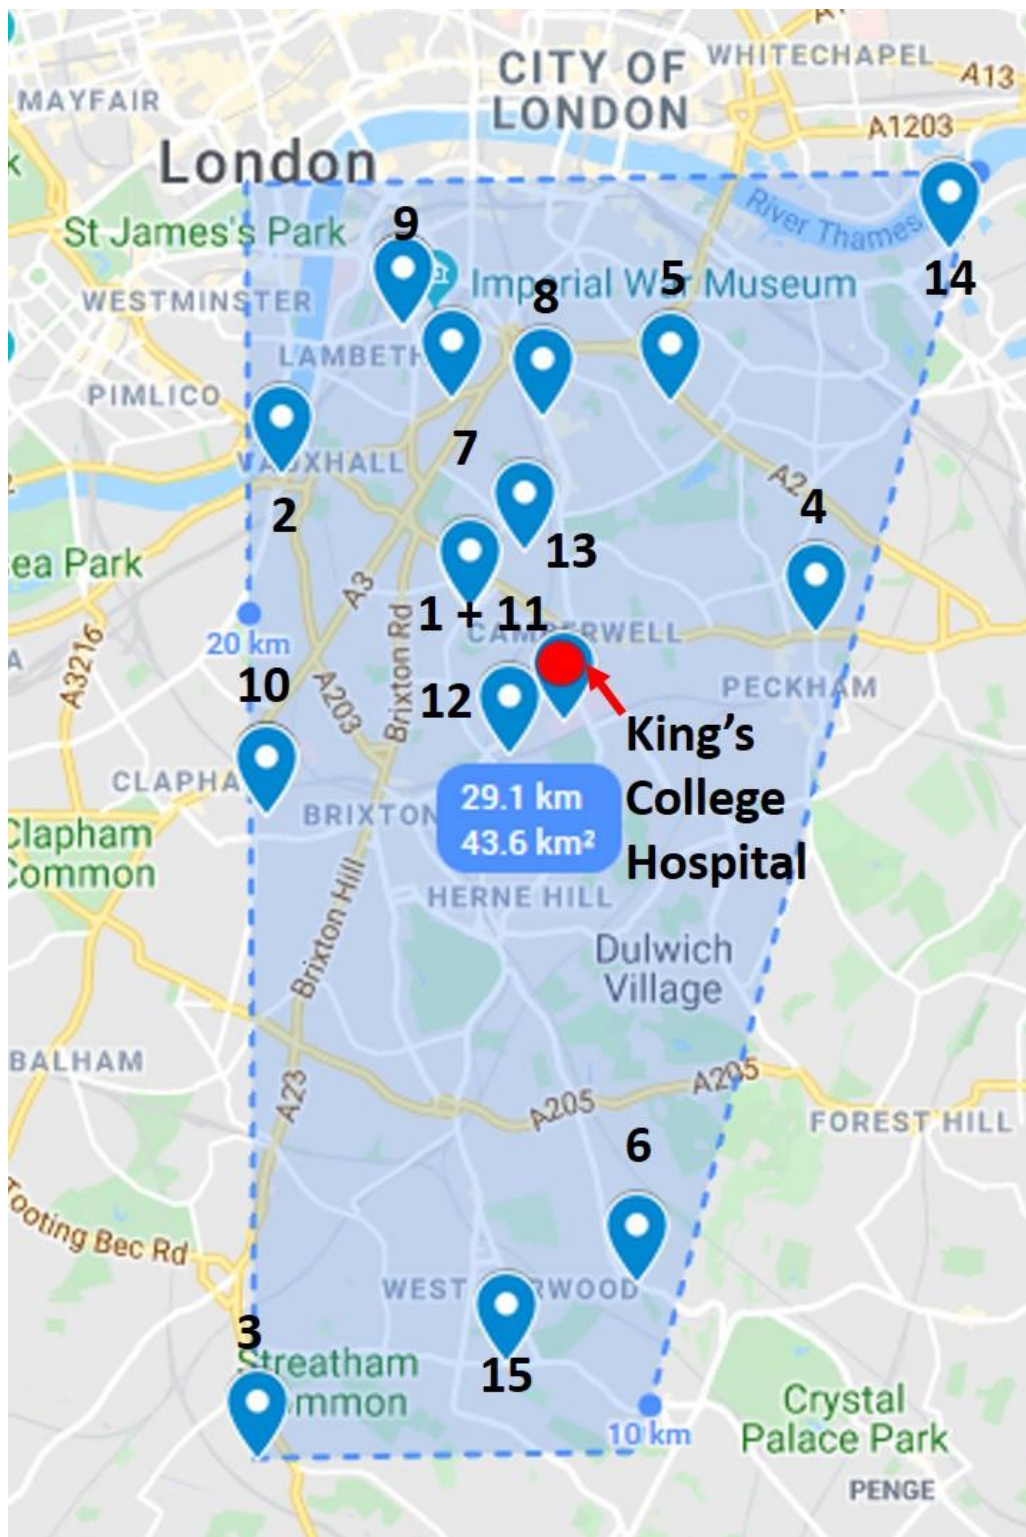 A1
WHITECHAPEL
CITY OF
LONDON
A13
MAYFAIR
A1203
London
k
River Thames
St James's Park
9
Imperial War Museum
5
14
WESTMINSTER
8
LAMBETH
PIMLICO
7
VAUXHALL
A2
4
2
13
ea Park
A3
1 + 11
CAMBERWELL
20 km
A3216
A
Brixton Rd
10
A203
12
PECKHAM
King's
College
Hospital
CLAPHA
29.1 km
43.6 km²
BRIXTON
Clapham
Common
HERNE HILL
Brixton Hill
Dulwich
Village
BALHAM
A23
A205
A205
FOREST HILL
6
Tooting Bec Rd
WEST RWOOD
3
Streatham
mmon
15
10 km
Crystal
Palace Park
PENGE